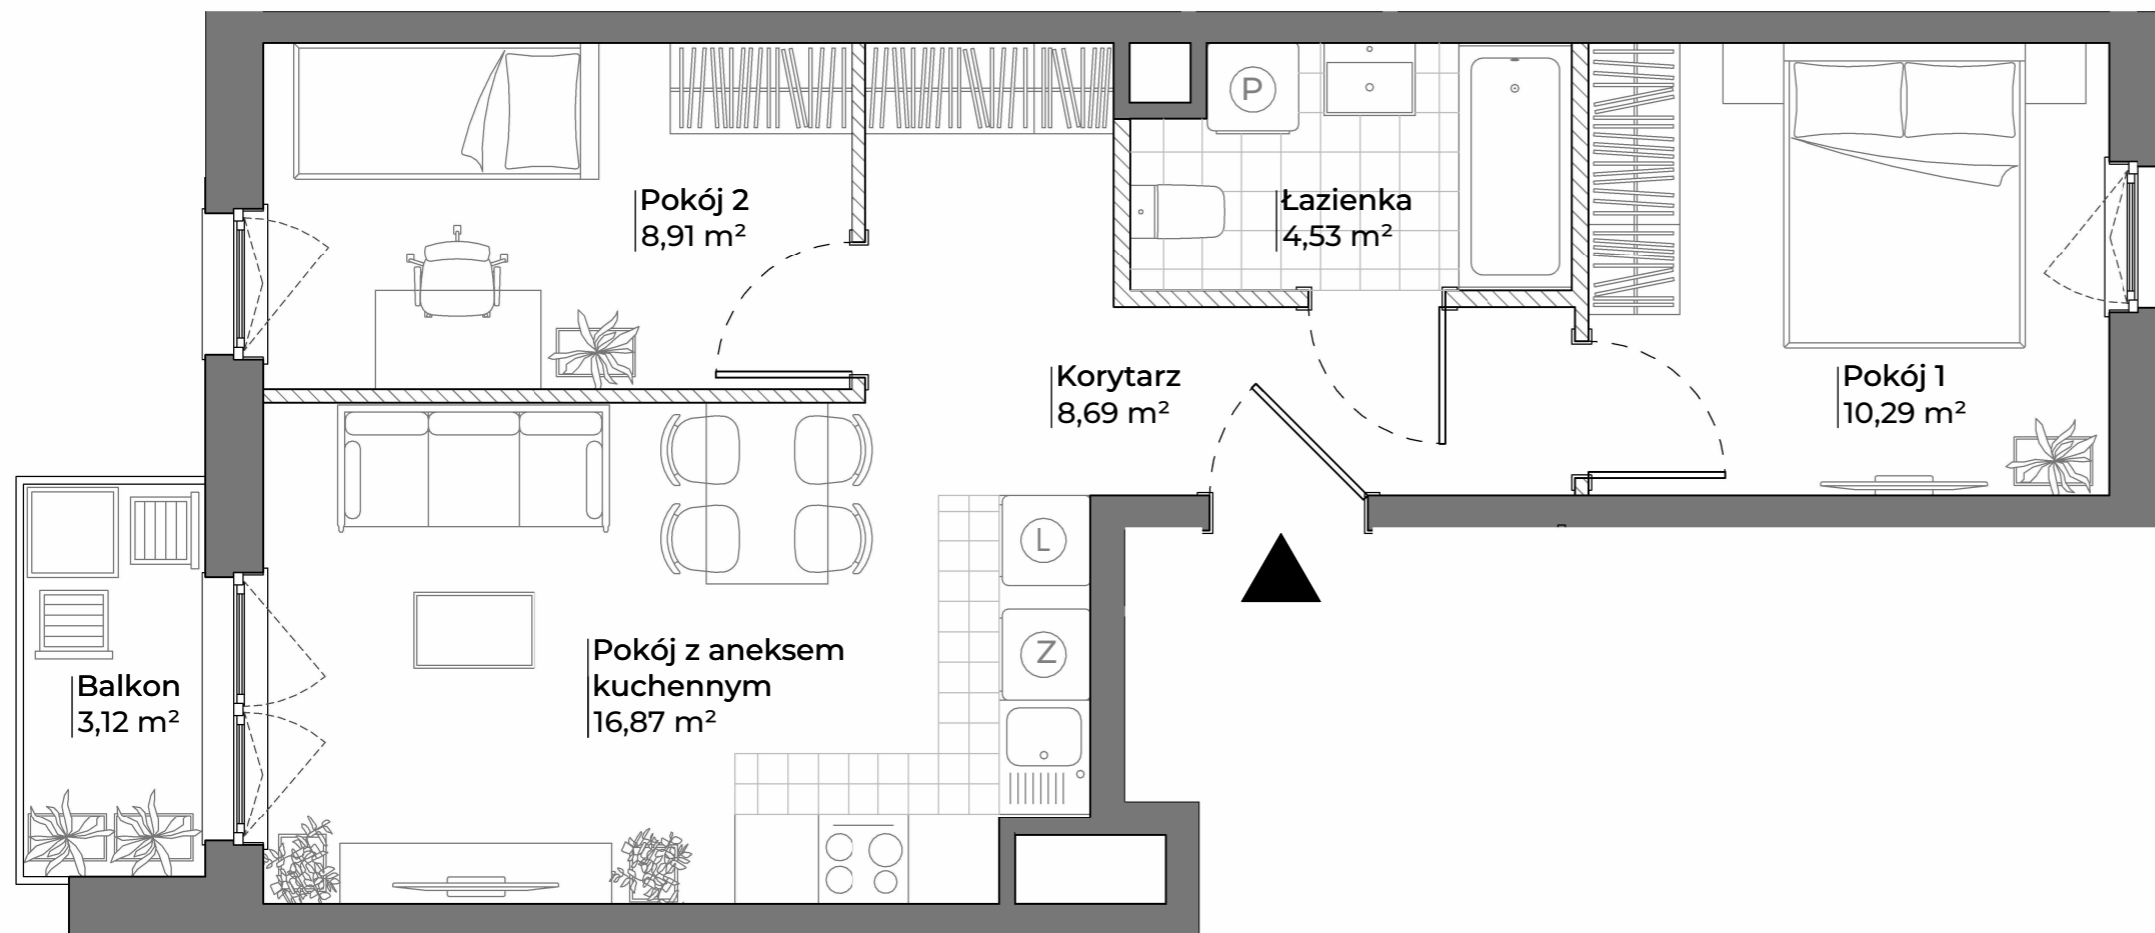 P
Pokój 2
8,91 m²
Łazienka
4,53 m²
Korytarz
8,69 m²
Pokój 1
10,29 m²
L
Z
Pokój z aneksem
kuchennym
16,87 m²
Balkon
3,12 m²